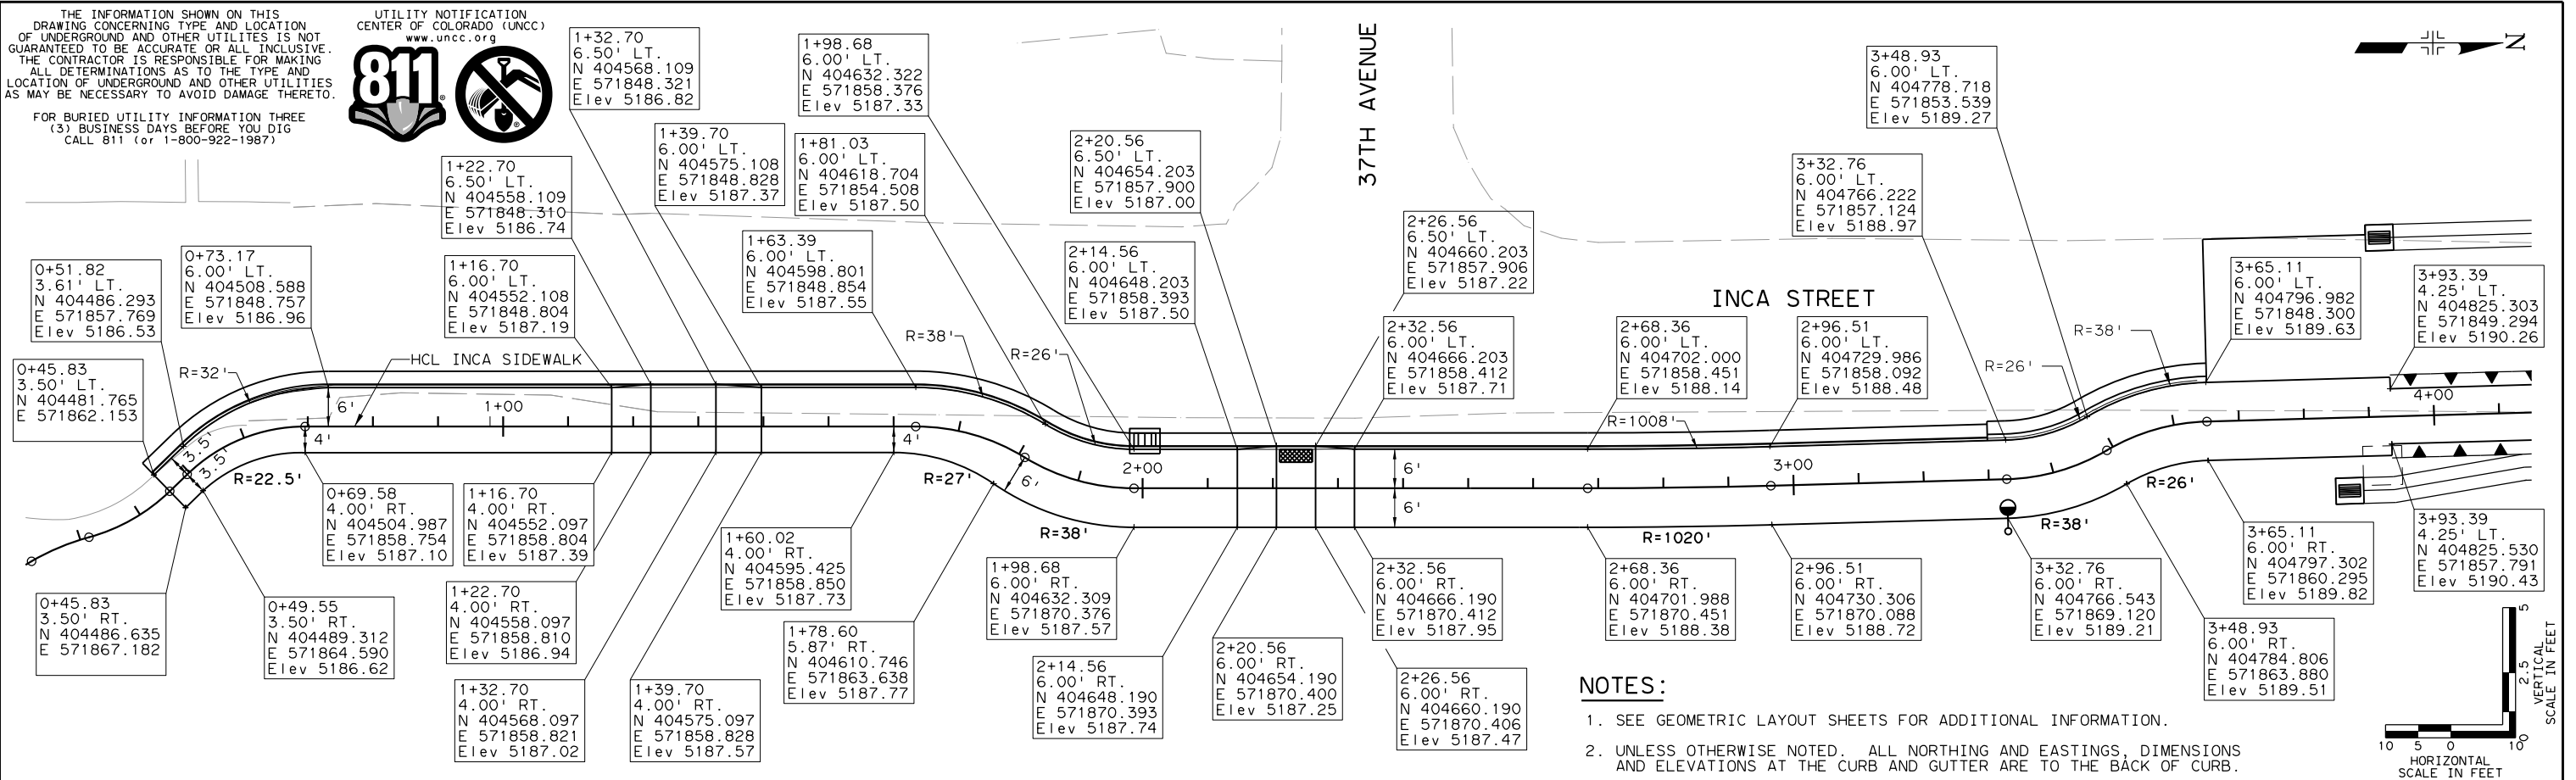 THE INFORMATION SHOWN ON THIS
DRAWING CONCERNING TYPE AND LOCATION
OF UNDERGROUND AND OTHER UTILITES IS NOT
GUARANTEED TO BE ACCURATE OR ALL INCLUSIVE.
THE CONTRACTOR IS RESPONSIBLE FOR MAKING
ALL DETERMINATIONS AS TO THE TYPE AND
LOCATION OF UNDERGROUND AND OTHER UTILITIES
AS MAY BE NECESSARY TO AVOID DAMAGE THERETO.
FOR BURIED UTILITY INFORMATION THREE
(3) BUSINESS DAYS BEFORE YOU DIG
CALL 811 (or 1-800-922-1987)
UTILITY NOTIFICATION
CENTER OF COLORADO (UNCC)
www.uncc.org
811
1+32.70
6.50' LT.
N 404568.109
E 571848.321
Elev 5186.82
1+98.68
6.00' LT.
N 404632.322
E 571858.376
Elev 5187.33
37TH AVENUE
3+48.93
6.00' LT.
N 404778.718
E 571853.539
Elev 5189.27
N
1+22.70
6.50' LT.
N 404558.109
E 571848.310
Elev 5186.74
1+39.70
6.00' LT.
N 404575.108
E 571848.828
Elev 5187.37
1+81.03
6.00' LT.
N 404618.704
E 571854.508
Elev 5187.50
2+20.56
6.50' LT.
N 404654.203
E 571857.900
Elev 5187.00
3+32.76
6.00' LT.
N 404766.222
E 571857.124
Elev 5188.97
0+51.82
3.61' LT.
N 404486.293
E 571857.769
Elev 5186.53
0+73.17
6.00' LT.
N 404508.588
E 571848.757
Elev 5186.96
1+16.70
6.00' LT.
N 404552.108
E 571848.804
Elev 5187.19
1+63.39
6.00' LT.
N 404598.801
E 571848.854
Elev 5187.55
2+14.56
6.00' LT.
N 404648.203
E 571858.393
Elev 5187.50
2+26.56
6.50' LT.
N 404660.203
E 571857.906
Elev 5187.22
2+32.56
6.00' LT.
N 404666.203
E 571858.412
Elev 5187.71
INCA STREET
2+68.36
6.00' LT.
N 404702.000
E 571858.451
Elev 5188.14
2+96.51
6.00' LT.
N 404729.986
E 571858.092
Elev 5188.48
3+65.11
6.00' LT.
N 404796.982
E 571848.300
Elev 5189.63
3+93.39
4.25' LT.
N 404825.303
E 571849.294
Elev 5190.26
0+45.83
3.50' LT.
N 404481.765
E 571862.153
R=32'
HCL INCA SIDEWALK
R=38'
R=26'
R=1008'
R=26'
R=38'
6'
1+00
4'
4'
3.5'
3.5'
R=22.5'
R=27'
6'
R=38'
2+00
6'
6'
3+00
R=1020'
R=38'
R=26'
4+00
0+45.83
3.50' RT.
N 404486.635
E 571867.182
0+49.55
3.50' RT.
N 404489.312
E 571864.590
Elev 5186.62
0+69.58
4.00' RT.
N 404504.987
E 571858.754
Elev 5187.10
1+16.70
4.00' RT.
N 404552.097
E 571858.804
Elev 5187.39
1+22.70
4.00' RT.
N 404558.097
E 571858.810
Elev 5186.94
1+32.70
4.00' RT.
N 404568.097
E 571858.821
Elev 5187.02
1+39.70
4.00' RT.
N 404575.097
E 571858.828
Elev 5187.57
1+60.02
4.00' RT.
N 404595.425
E 571858.850
Elev 5187.73
1+78.60
5.87' RT.
N 404610.746
E 571863.638
Elev 5187.77
1+98.68
6.00' RT.
N 404632.309
E 571870.376
Elev 5187.57
2+14.56
6.00' RT.
N 404648.190
E 571870.393
Elev 5187.74
2+20.56
6.00' RT.
N 404654.190
E 571870.400
Elev 5187.25
2+32.56
6.00' RT.
N 404666.190
E 571870.412
Elev 5187.95
2+26.56
6.00' RT.
N 404660.190
E 571870.406
Elev 5187.47
2+68.36
6.00' RT.
N 404701.988
E 571870.451
Elev 5188.38
2+96.51
6.00' RT.
N 404730.306
E 571870.088
Elev 5188.72
3+32.76
6.00' RT.
N 404766.543
E 571869.120
Elev 5189.21
3+48.93
6.00' RT.
N 404784.806
E 571863.880
Elev 5189.51
3+65.11
6.00' RT.
N 404797.302
E 571860.295
Elev 5189.82
3+93.39
4.25' LT.
N 404825.530
E 571857.791
Elev 5190.43
NOTES:
1. SEE GEOMETRIC LAYOUT SHEETS FOR ADDITIONAL INFORMATION.
2. UNLESS OTHERWISE NOTED. ALL NORTHING AND EASTINGS, DIMENSIONS
AND ELEVATIONS AT THE CURB AND GUTTER ARE TO THE BACK OF CURB.
5
2.5
0
VERTICAL
SCALE IN FEET
10 5 0 10
HORIZONTAL
SCALE IN FEET